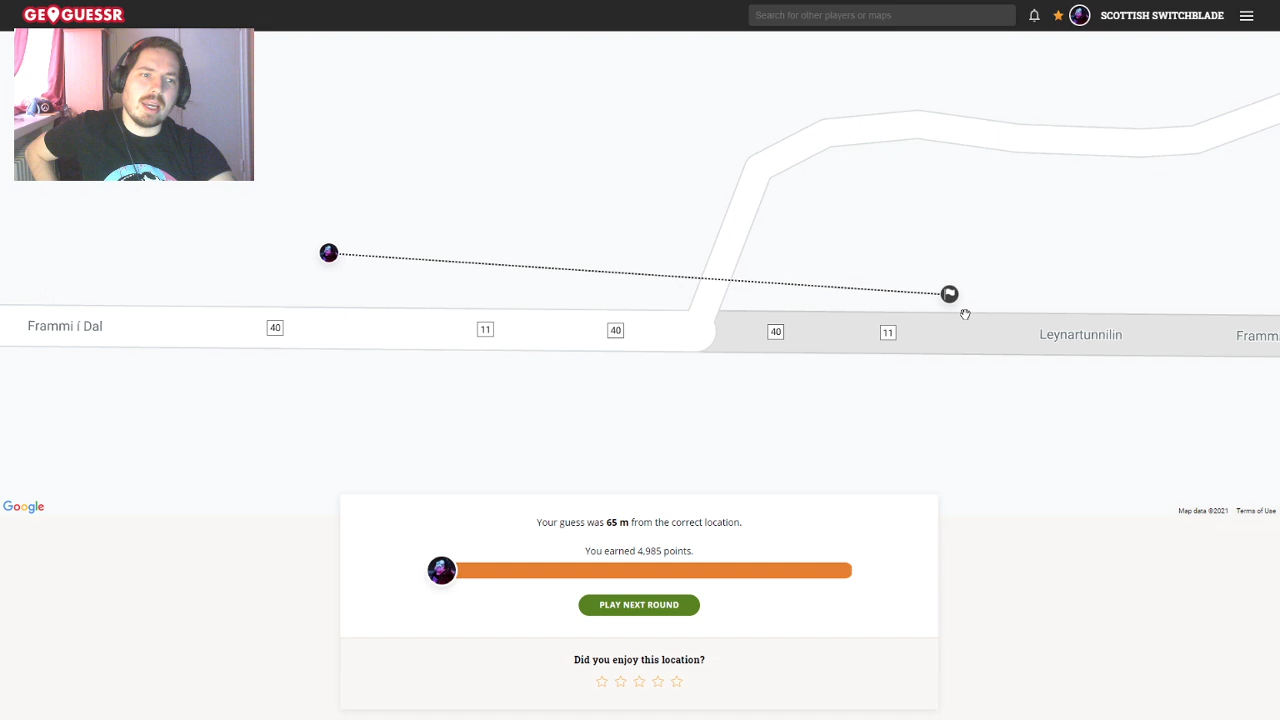 GEOGUESSR
Search for other players or maps
SCOTTISH SWITCHBLADE
Frammi í Dal
40
11
40
40
11
Leynartunnilin
Framm
Google
Map data ©2021
Terms of Use
Your guess was 65 m from the correct location.
You earned 4,985 points.
PLAY NEXT ROUND
Did you enjoy this location?